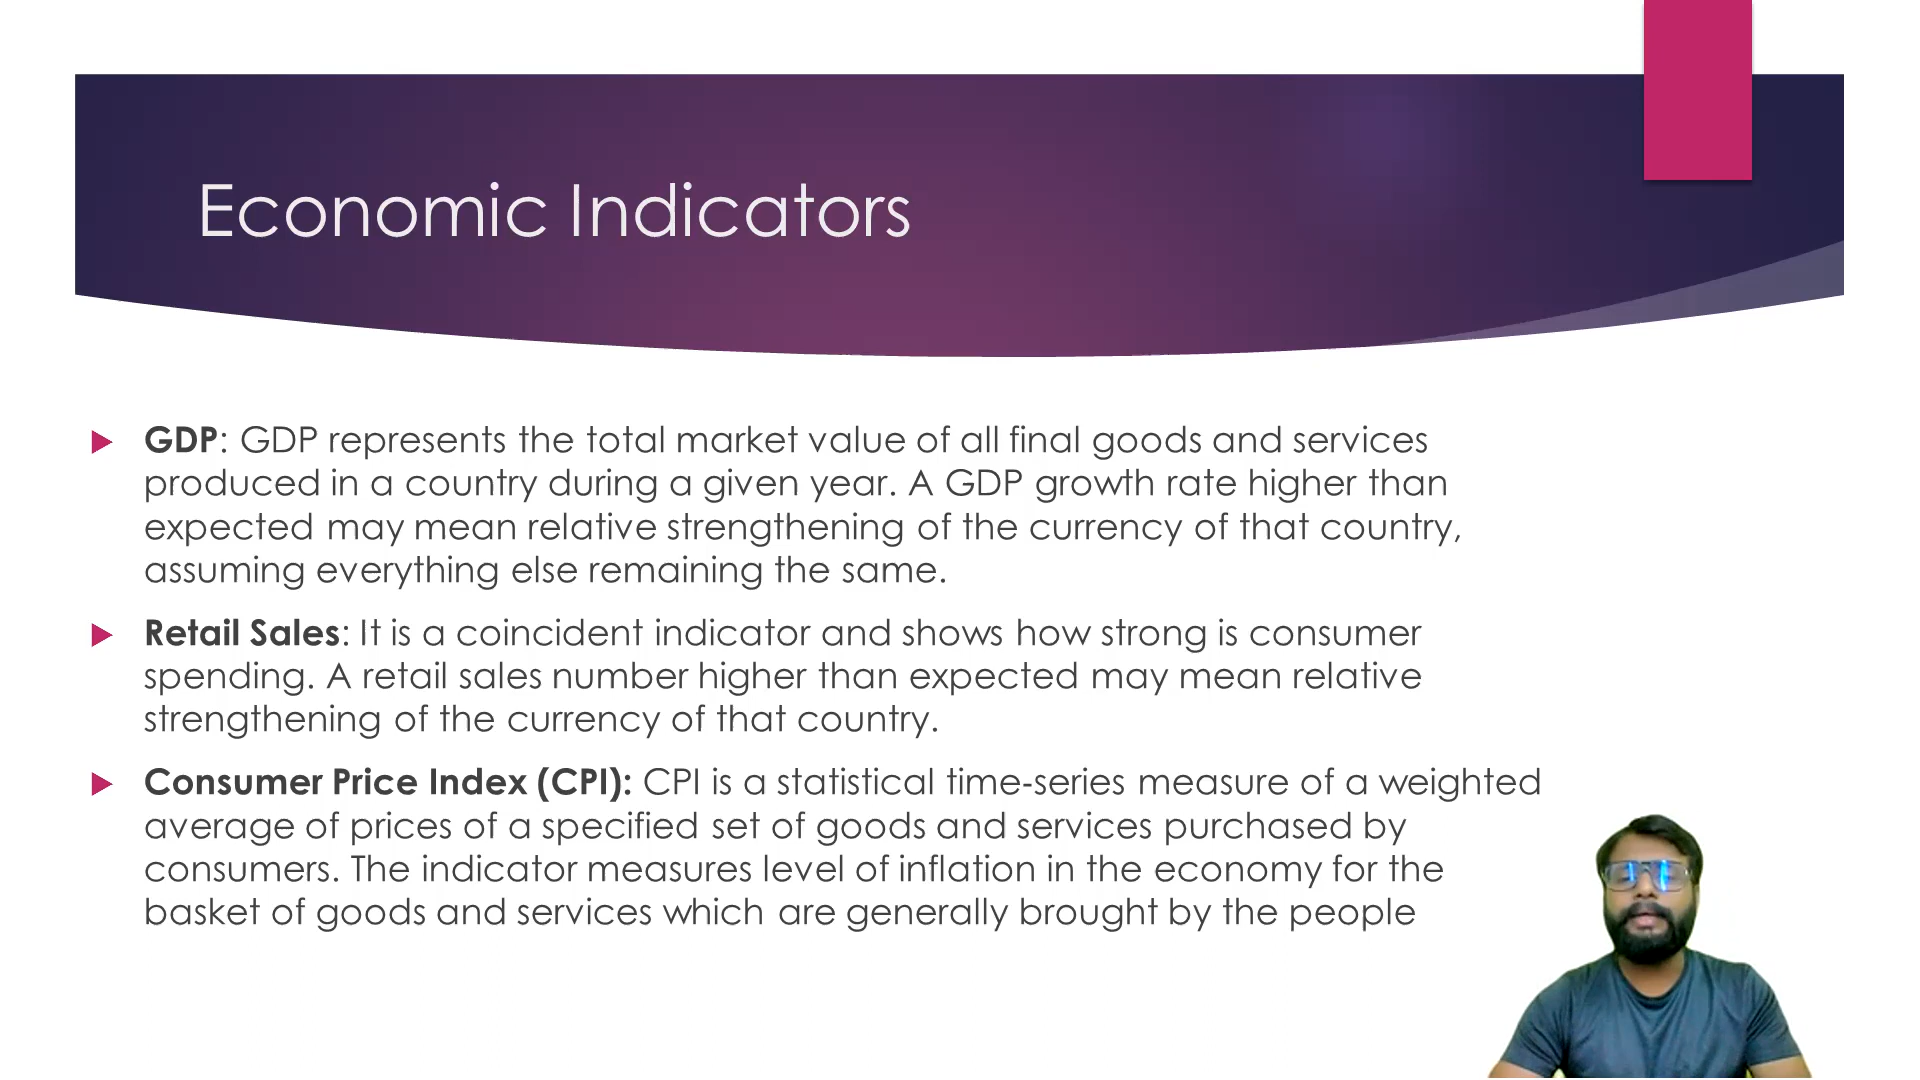 Economic Indicators
GDP: GDP represents the total market value of all final goods and services
produced in a country during a given year. A GDP growth rate higher than
expected may mean relative strengthening of the currency of that country,
assuming everything else remaining the same.
Retail Sales: It is a coincident indicator and shows how strong is consumer
spending. A retail sales number higher than expected may mean relative
strengthening of the currency of that country.
Consumer Price Index (CPI): CPI is a statistical time-series measure of a weighted
average of prices of a specified set of goods and services purchased by
consumers. The indicator measures level of inflation in the economy for the
basket of goods and services which are generally brought by the people